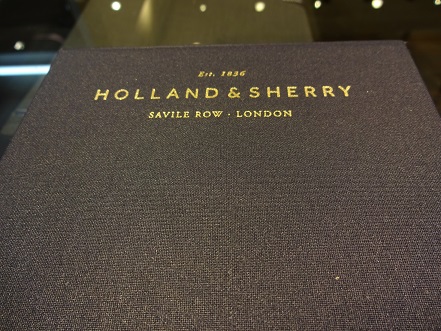 Est. 1836
HOLLAND & SHERRY
SAVILE ROW · LONDON